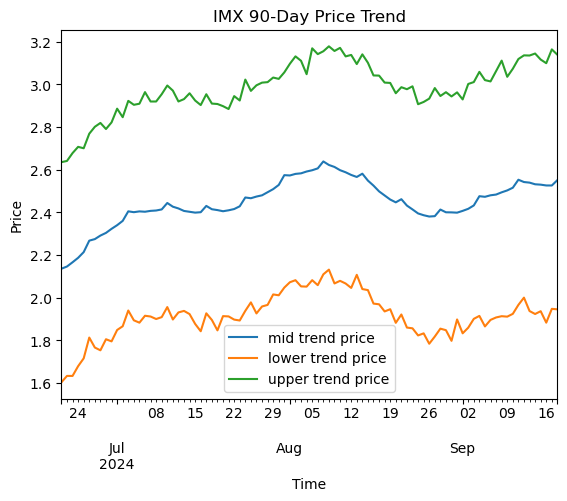 IMX 90-Day Price Trend
Price
3.2
3.0
2.8
2.6
2.4
2.2
2.0
1.8
1.6
mid trend price
lower trend price
upper trend price
24 08 15 22 29 05 12 19 26 02 09 16
Jul Aug Sep
2024
Time